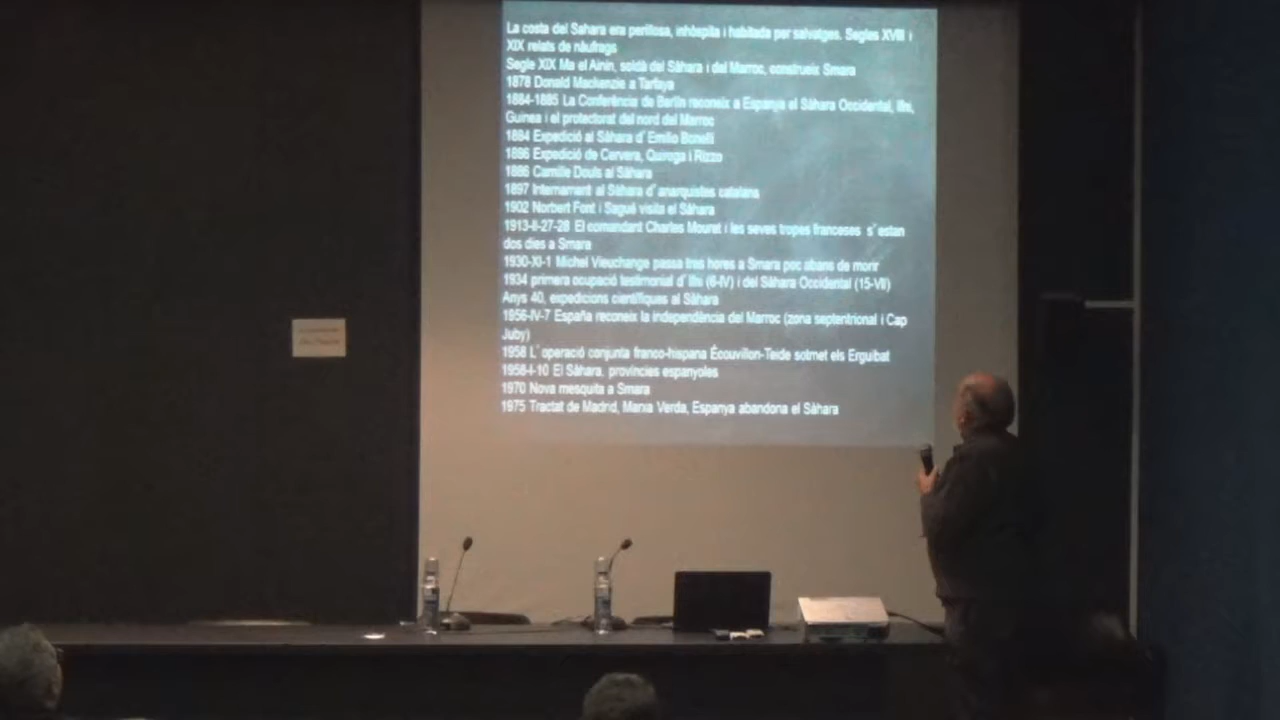 La costa del Sahara era perillosa, inhòspita i habitada per salvatges. Segles XVIII i
XIX relats de nàufrags
Segle XIX Ma el Ainin, soldà del Sàhara i del Marroc, construeix Smara
1878 Donald Mackenzie a Tarfaya
1884-1885 La Conferència de Berlín reconeix a Espanya el Sàhara Occidental, Ifni,
Guinea i el protectorat del nord del Marroc
1884 Expedició al Sàhara d´Emilio Bonelli
1886 Expedició de Cervera, Quiroga i Rizzo
1886 Camille Douls al Sàhara
1897 Internament al Sàhara d´anarquistes catalans
1902 Norbert Font i Sagué visita el Sàhara
1913-II-27-28 El comandant Charles Mouret i les seves tropes franceses s´estan
dos dies a Smara
1930-XI-1 Michel Vieuchange passa tres hores a Smara poc abans de morir
1934 primera ocupació testimonial d´Ifni (6-IV) i del Sàhara Occidental (15-VII)
Anys 40, expedicions científiques al Sàhara
1956-IV-7 España reconeix la independència del Marroc (zona septentrional i Cap
Juby)
1958 L´operació conjunta franco-hispana Écouvillon-Teide sotmet els Erguibat
1958-I-10 El Sàhara, províncies espanyoles
1970 Nova mesquita a Smara
1975 Tractat de Madrid, Marxa Verda, Espanya abandona el Sàhara